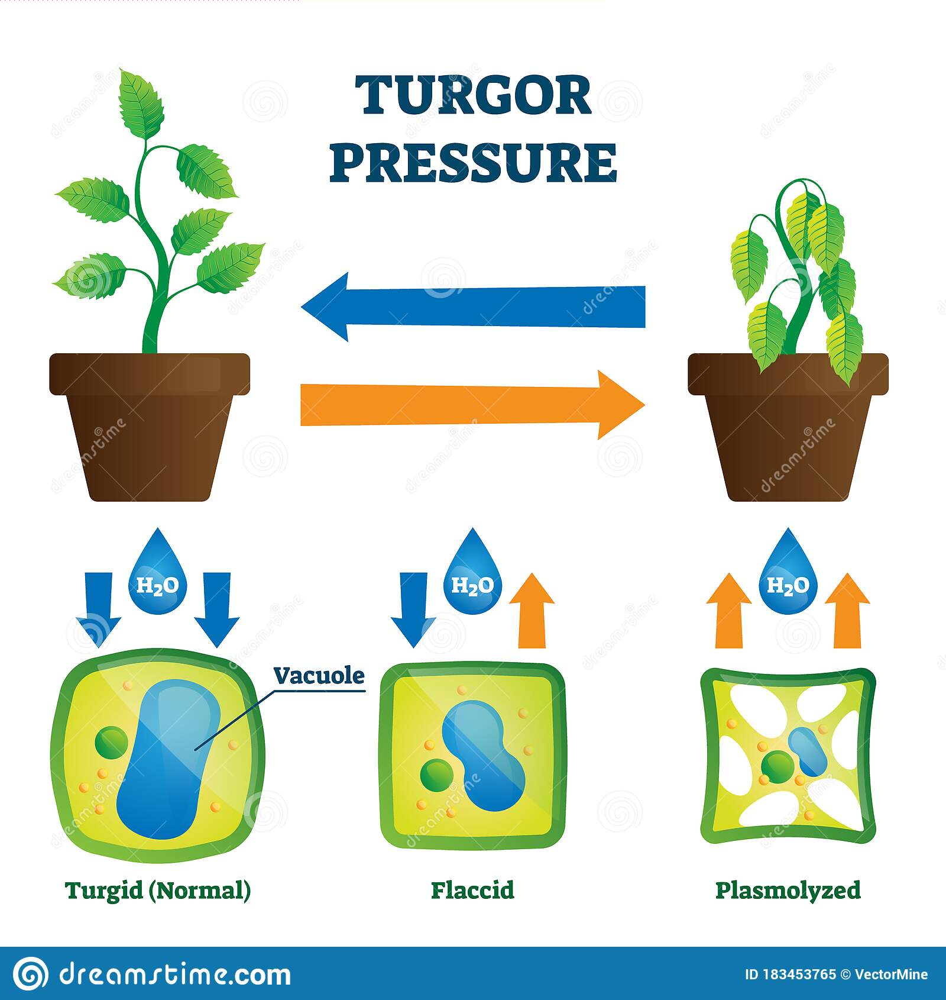 TURGOR
PRESSURE
H₂O
H₂O
H₂O
Vacuole
Turgid (Normal)
Flaccid
Plasmolyzed
dreamstime.com
ID 183453765 © VectorMine